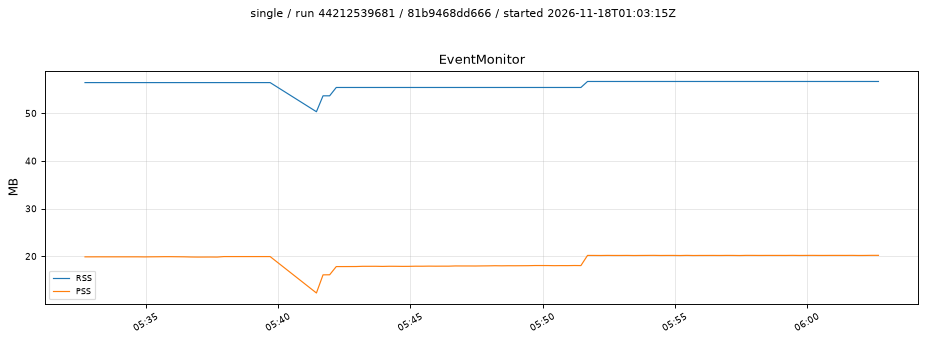 single / run 44212539681 / 81b9468dd666 / started 2026-11-18T01:03:15Z
EventMonitor
MB
50
40
30
20
RSS
PSS
05:35
05:40
05:45
05:50
05:55
06:00